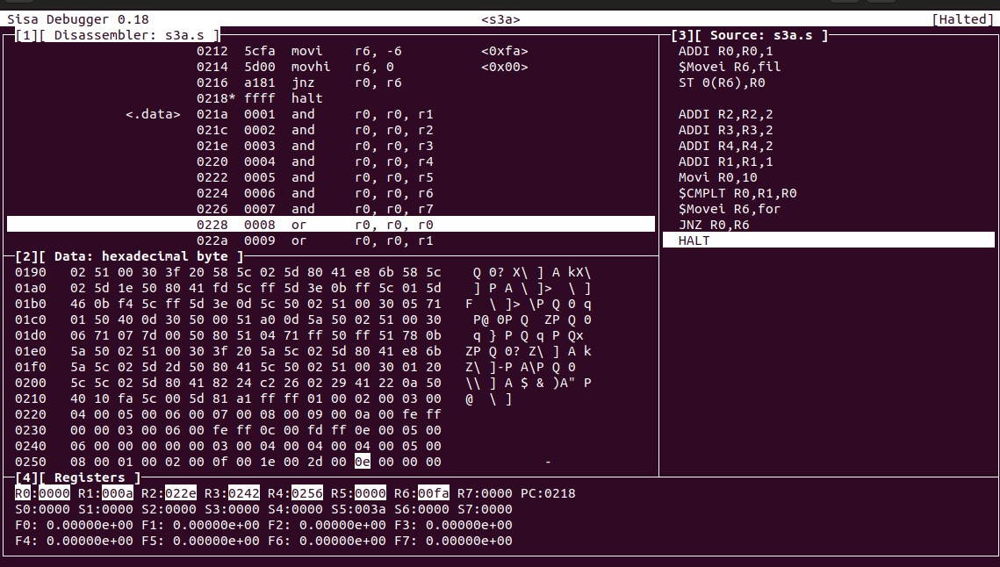 Sisa Debugger 0.18 <s3a> [Halted]
[1][ Disassembler: s3a.s ]
0212 5cfa movi r6, -6 <0xfa>
0214 5d00 movhi r6, 0 <0x00>
0216 a181 jnz r0, r6
0218* ffff halt
<.data> 021a 0001 and r0, r0, r1
021c 0002 and r0, r0, r2
021e 0003 and r0, r0, r3
0220 0004 and r0, r0, r4
0222 0005 and r0, r0, r5
0224 0006 and r0, r0, r6
0226 0007 and r0, r0, r7
0228 0008 or r0, r0, r0
022a 0009 or r0, r0, r1
[2][ Data: hexadecimal byte ]
0190 02 51 00 30 3f 20 58 5c 02 5d 80 41 e8 6b 58 5c Q 0? X\ ] A kX\
01a0 02 5d 1e 50 80 41 fd 5c ff 5d 3e 0b ff 5c 01 5d ] P A \ ]> \ ]
01b0 46 0b f4 5c ff 5d 3e 0d 5c 50 02 51 00 30 05 71 F \ ]> \P Q 0 q
01c0 01 50 40 0d 30 50 00 51 a0 0d 5a 50 02 51 00 30 P@ 0P Q ZP Q 0
01d0 06 71 07 7d 00 50 80 51 04 71 ff 50 ff 51 78 0b q } P Q q P Qx
01e0 5a 50 02 51 00 30 3f 20 5a 5c 02 5d 80 41 e8 6b ZP Q 0? Z\ ] A k
01f0 5a 5c 02 5d 2d 50 80 41 5c 50 02 51 00 30 01 20 Z\ ]-P A\P Q 0
0200 5c 5c 02 5d 80 41 82 24 c2 26 02 29 41 22 0a 50 \\ ] A $ & )A" P
0210 40 10 fa 5c 00 5d 81 a1 ff ff 01 00 02 00 03 00 @ \ ]
0220 04 00 05 00 06 00 07 00 08 00 09 00 0a 00 fe ff
0230 00 00 03 00 06 00 fe ff 0c 00 fd ff 0e 00 05 00
0240 06 00 00 00 00 00 03 00 04 00 04 00 04 00 05 00
0250 08 00 01 00 02 00 0f 00 1e 00 2d 00 0e 00 00 00 -
[3][ Source: s3a.s ]
ADDI R0,R0,1
$Movei R6,fil
ST 0(R6),R0
ADDI R2,R2,2
ADDI R3,R3,2
ADDI R4,R4,2
ADDI R1,R1,1
Movi R0,10
$CMPLT R0,R1,R0
$Movei R6,for
JNZ R0,R6
HALT
[4][ Registers ]
R0:0000 R1:000a R2:022e R3:0242 R4:0256 R5:0000 R6:00fa R7:0000 PC:0218
S0:0000 S1:0000 S2:0000 S3:0000 S4:0000 S5:003a S6:0000 S7:0000
F0: 0.00000e+00 F1: 0.00000e+00 F2: 0.00000e+00 F3: 0.00000e+00
F4: 0.00000e+00 F5: 0.00000e+00 F6: 0.00000e+00 F7: 0.00000e+00